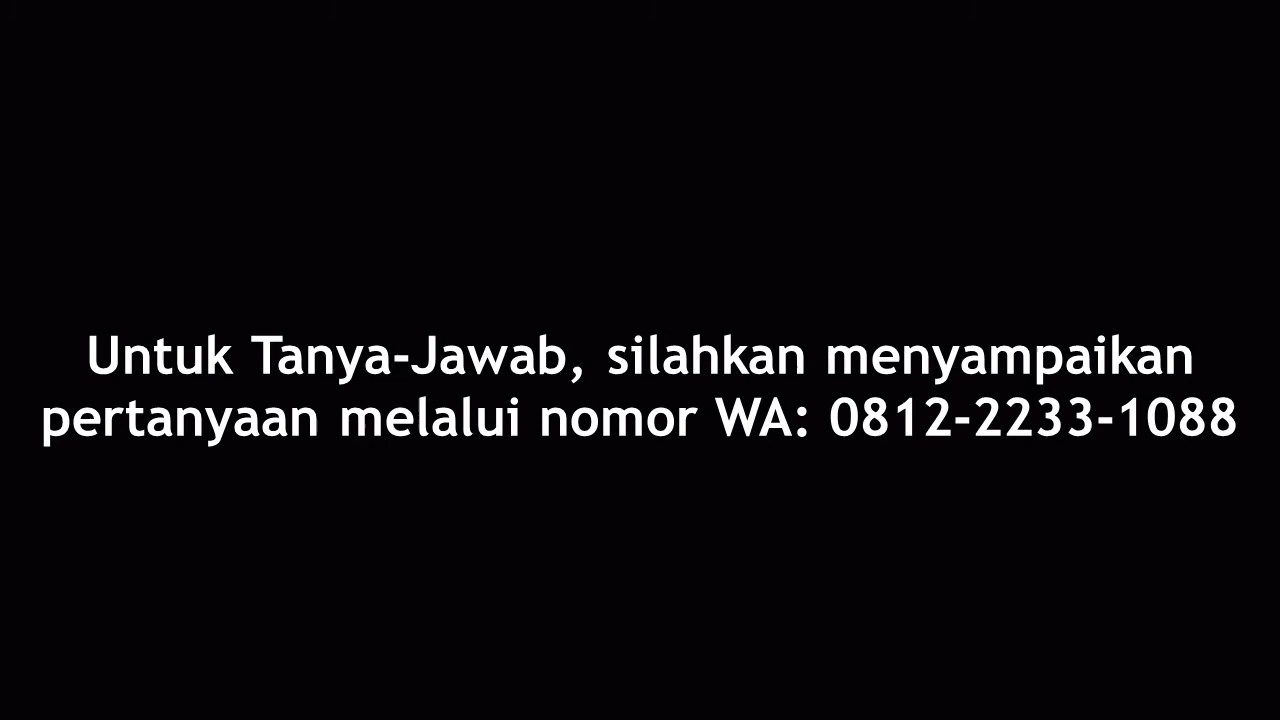 Untuk Tanya-Jawab, silahkan menyampaikan
pertanyaan melalui nomor WA: 0812-2233-1088